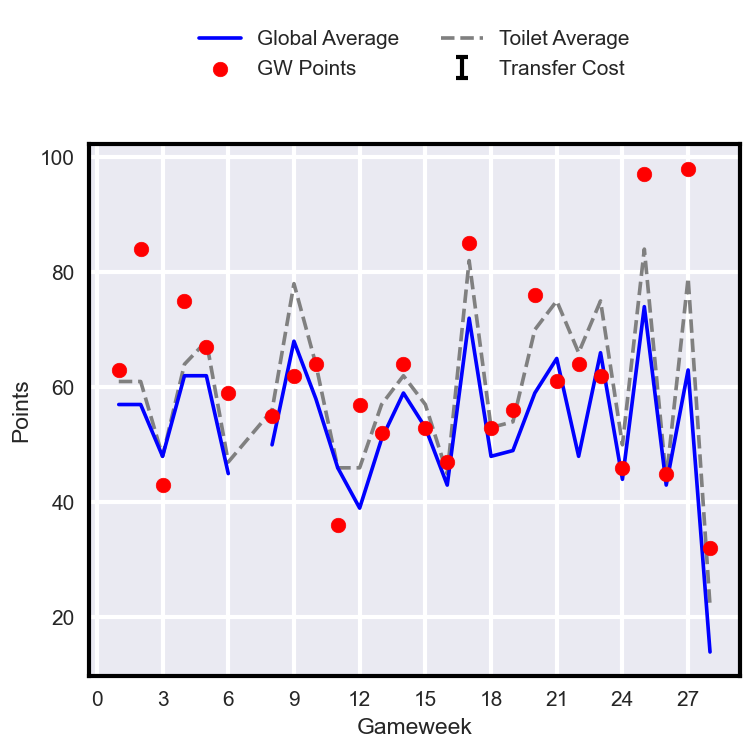 Global Average
Toilet Average
GW Points
Transfer Cost
100
80
60
40
20
Points
0 3 6 9 12 15 18 21 24 27
Gameweek